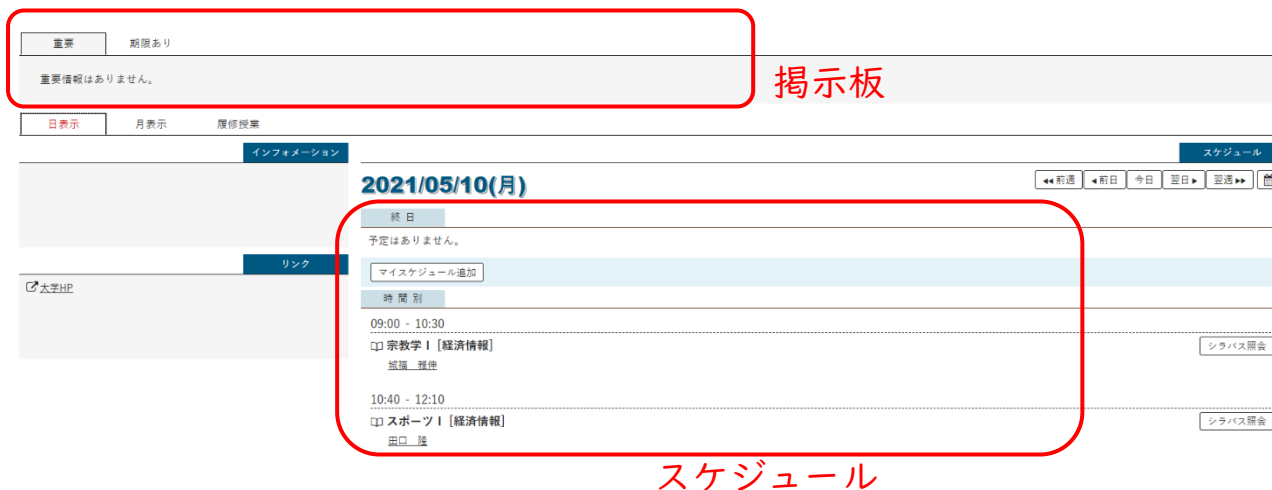 重要 期限あり
重要情報はありません。
掲示板
日表示 月表示 履修授業
インフォメーション
スケジュール
2021/05/10(月)
◀◀前週 ◀前日 今日 翌日▶ 翌週▶▶
終日
予定はありません。
リンク
マイスケジュール追加
大学HP
時間別
09:00 - 10:30
宗教学Ⅰ [経済情報]
シラバス照会
城福 雅伸
10:40 - 12:10
スポーツⅠ [経済情報]
シラバス照会
田口 隆
スケジュール